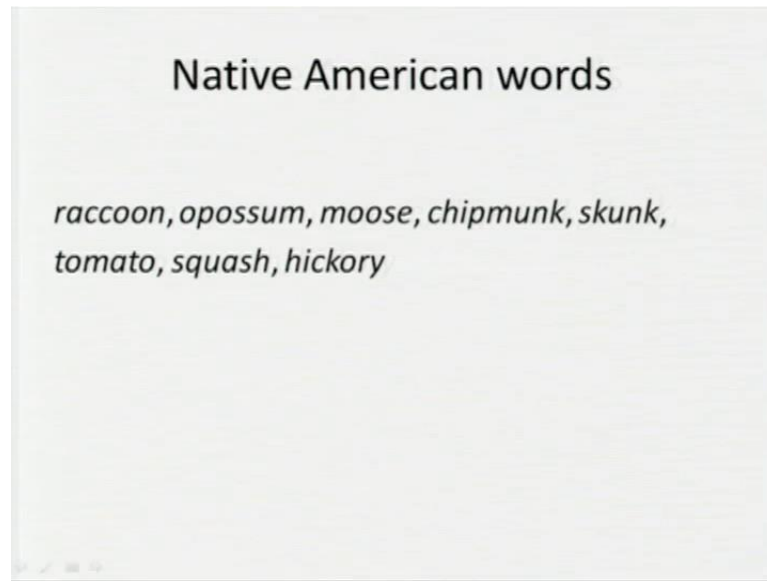 Native American words
raccoon, opossum, moose, chipmunk, skunk,
tomato, squash, hickory